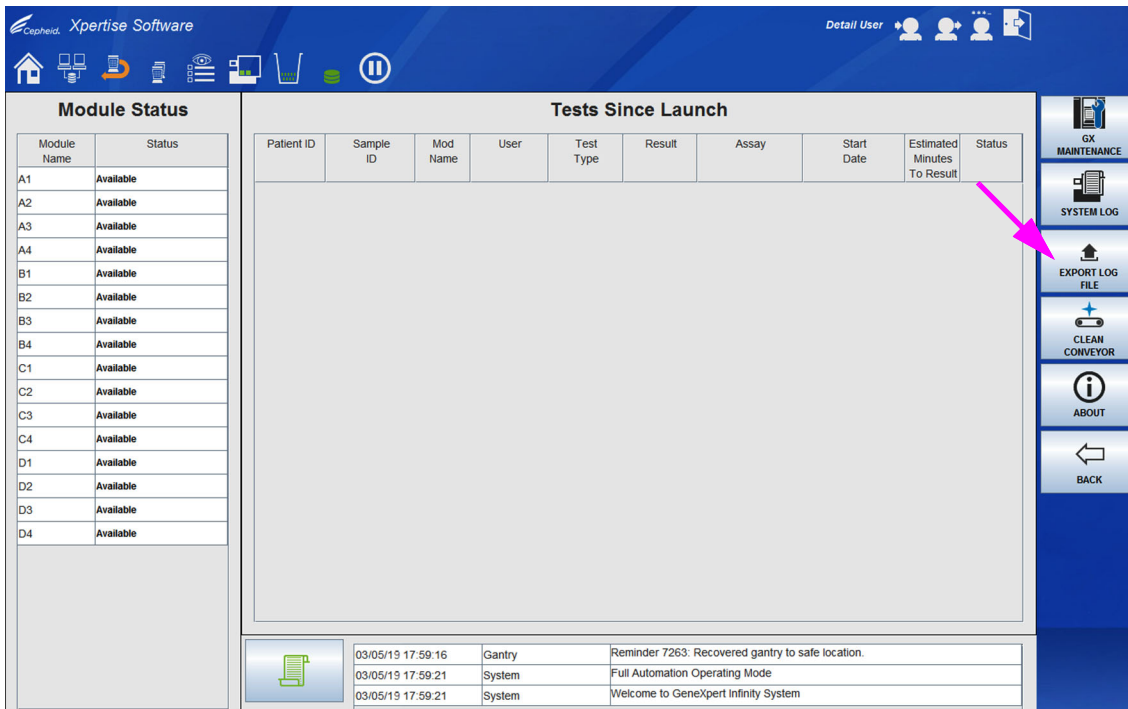 Cepheid. Xpertise Software
Detail User
Module Status
Module Name Status
A1 Available
A2 Available
A3 Available
A4 Available
B1 Available
B2 Available
B3 Available
B4 Available
C1 Available
C2 Available
C3 Available
C4 Available
D1 Available
D2 Available
D3 Available
D4 Available
Tests Since Launch
Patient ID Sample ID Mod Name User Test Type Result Assay Start Date Estimated Minutes To Result Status
03/05/19 17:59:16 Gantry Reminder 7263: Recovered gantry to safe location.
03/05/19 17:59:21 System Full Automation Operating Mode
03/05/19 17:59:21 System Welcome to GeneXpert Infinity System
GX
MAINTENANCE
SYSTEM LOG
EXPORT LOG
FILE
CLEAN
CONVEYOR
ABOUT
BACK